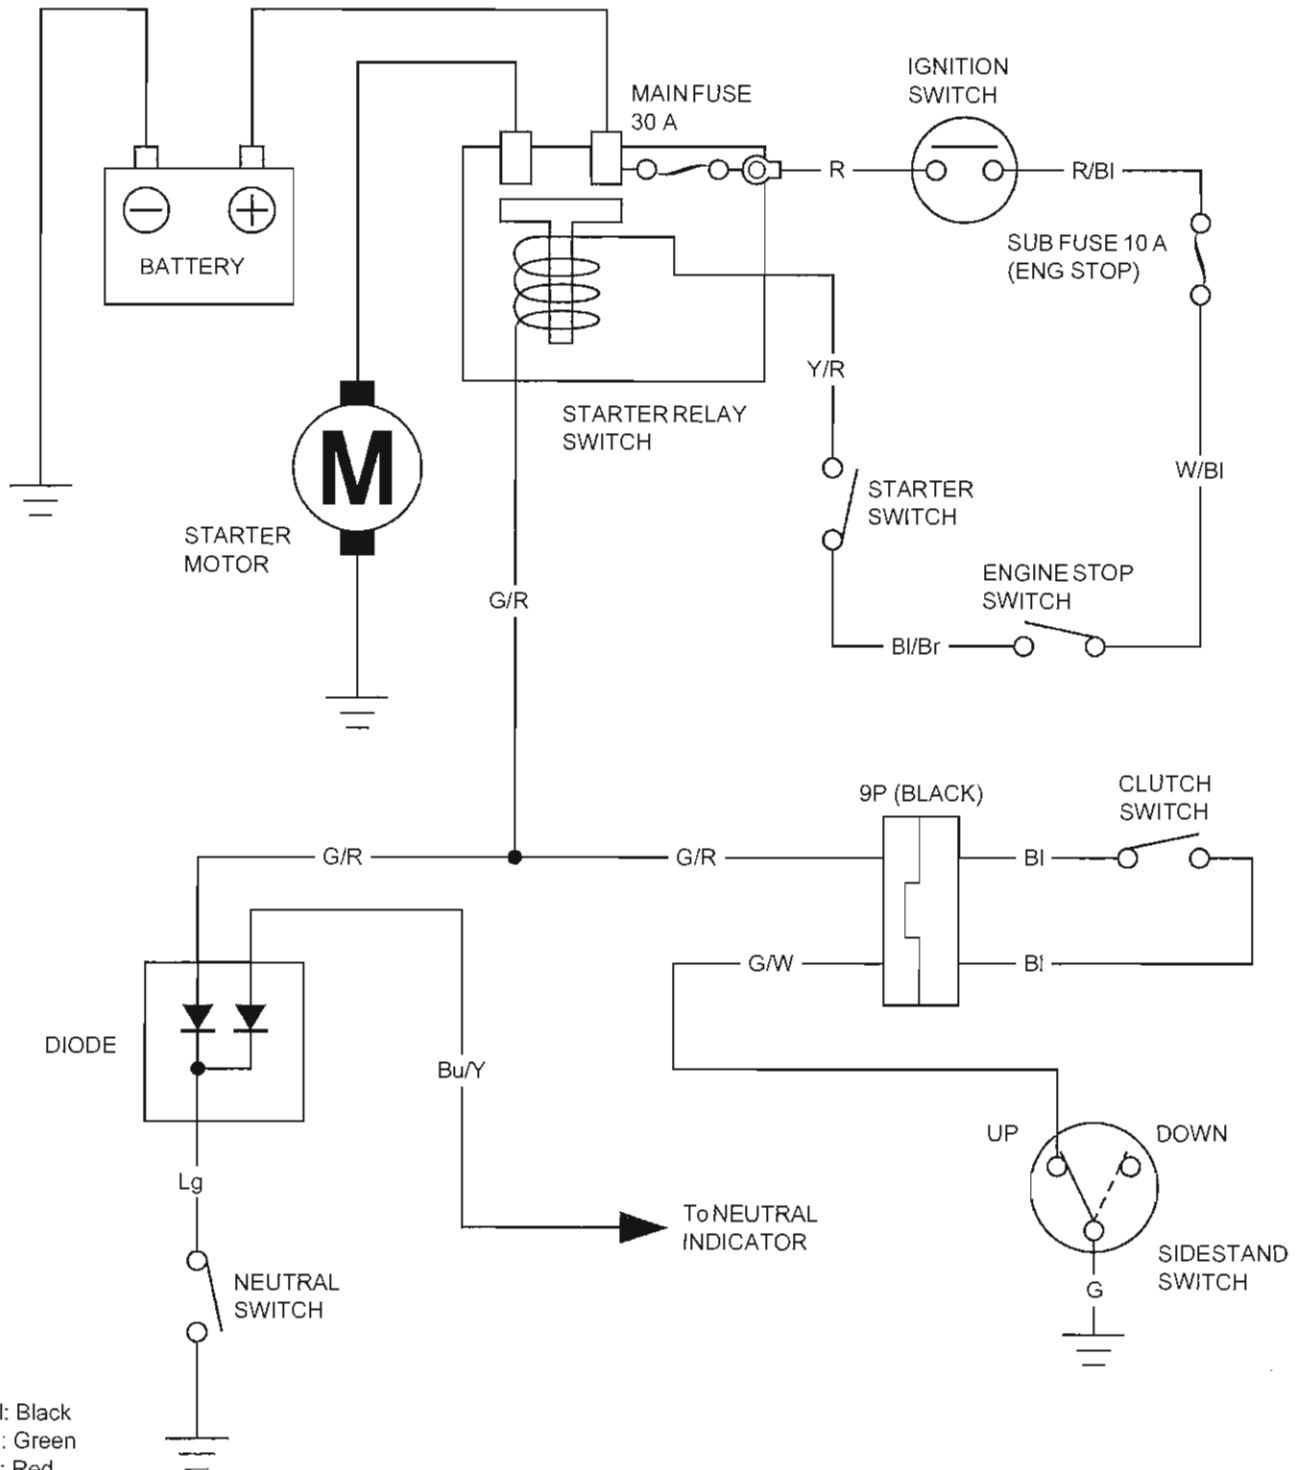 IGNITION
SWITCH
MAIN FUSE
30 A
R
R/Bl
SUB FUSE 10 A
(ENG STOP)
BATTERY
Y/R
STARTER RELAY
SWITCH
M
W/Bl
STARTER
SWITCH
STARTER
MOTOR
ENGINE STOP
SWITCH
G/R
Bl/Br
CLUTCH
SWITCH
9P (BLACK)
G/R
G/R
Bl
G/W
Bl
DIODE
Bu/Y
UP
DOWN
Lg
To NEUTRAL
INDICATOR
SIDESTAND
SWITCH
G
NEUTRAL
SWITCH
l: Black
: Green
: Red